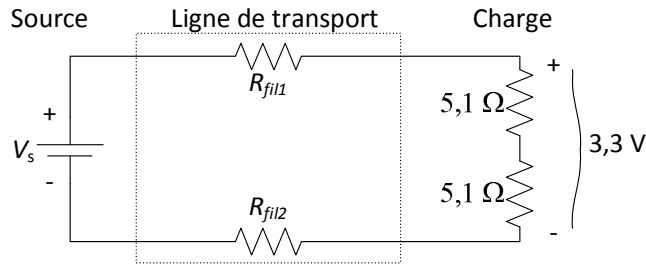 Source Ligne de transport Charge
R_fil1
+ +
5,1 Ω
V_s 3,3 V
-
5,1 Ω
R_fil2
-